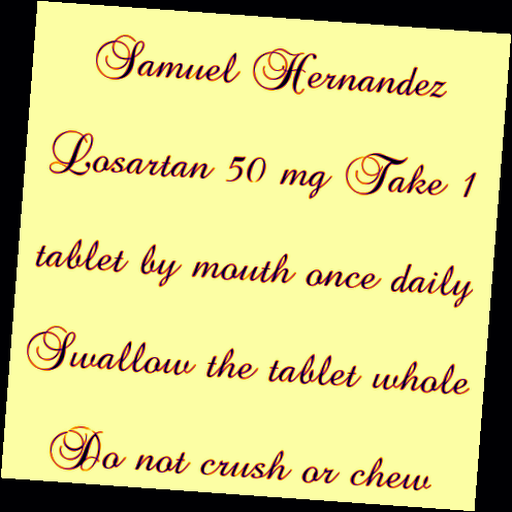 Samuel Hernandez
Losartan 50 mg Take 1
tablet by mouth once daily
Swallow the tablet whole
Do not crush or chew